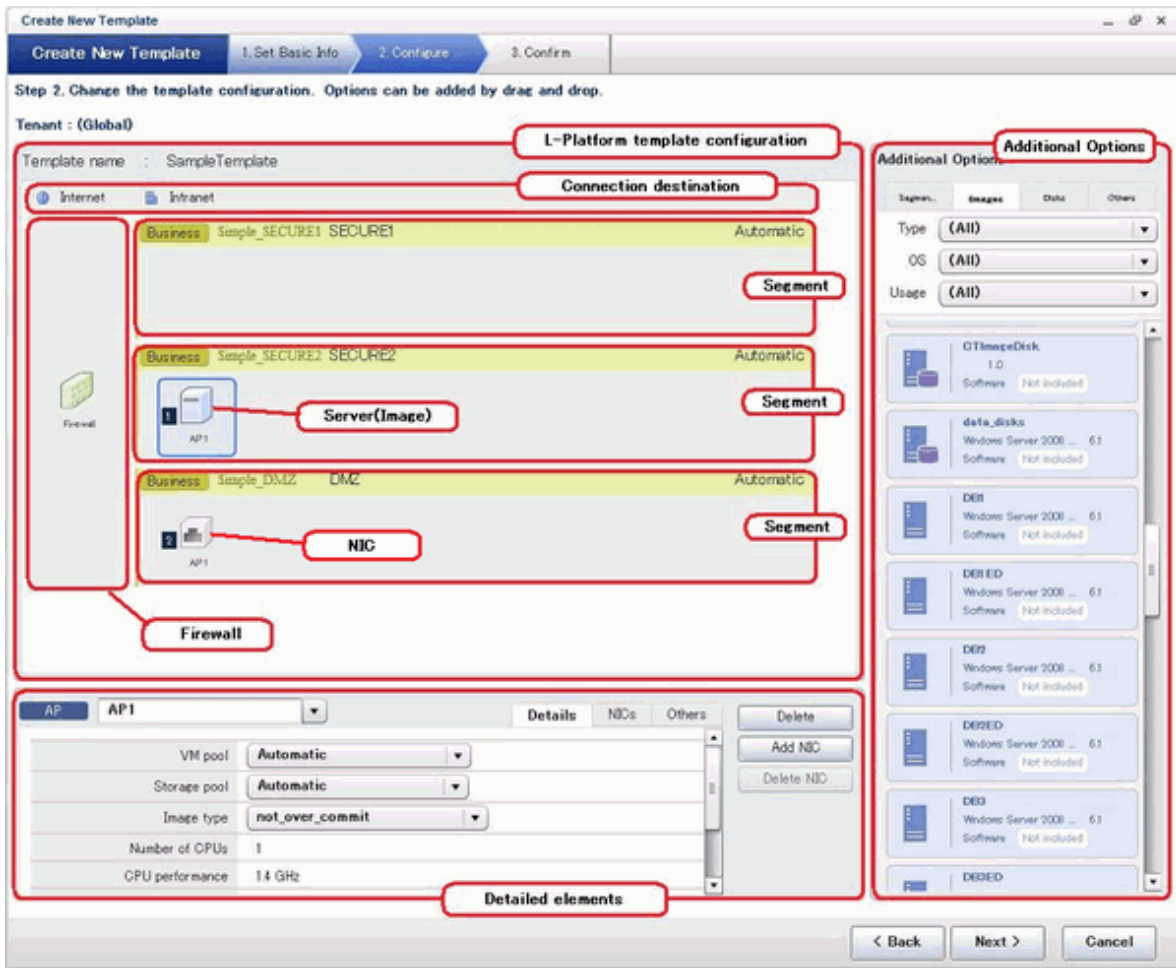 Create New Template
Create New Template 1. Set Basic Info 2. Configure 3. Confirm
Step 2. Change the template configuration. Options can be added by drag and drop.
Tenant : (Global)
L-Platform template configuration
Template name : SampleTemplate
Connection destination
Internet Intranet
Business Simple_SECURE1 SECURE1 Automatic
Segment
Business Simple_SECURE2 SECURE2 Automatic
Segment
1
AP1
Server(Image)
Firewall
Business Simple_DMZ DMZ Automatic
Segment
2
AP1
NIC
Firewall
AP AP1 Details NICs Others
VM pool Automatic
Storage pool Automatic
Image type not_over_commit
Number of CPUs 1
CPU performance 1.4 GHz
Delete
Add NIC
Delete NIC
Detailed elements
Additional Options
Additional Option
Segmen... Images Disks Others
Type (All)
OS (All)
Usage (All)
CTImageDisk
1.0
Software Not included
data_disks
Windows Server 2008 ... 6.1
Software Not included
DB1
Windows Server 2008 ... 6.1
Software Not included
DB1ED
Windows Server 2008 ... 6.1
Software Not included
DB2
Windows Server 2008 ... 6.1
Software Not included
DB2ED
Windows Server 2008 ... 6.1
Software Not included
DB3
Windows Server 2008 ... 6.1
Software Not included
DB3ED
< Back Next > Cancel